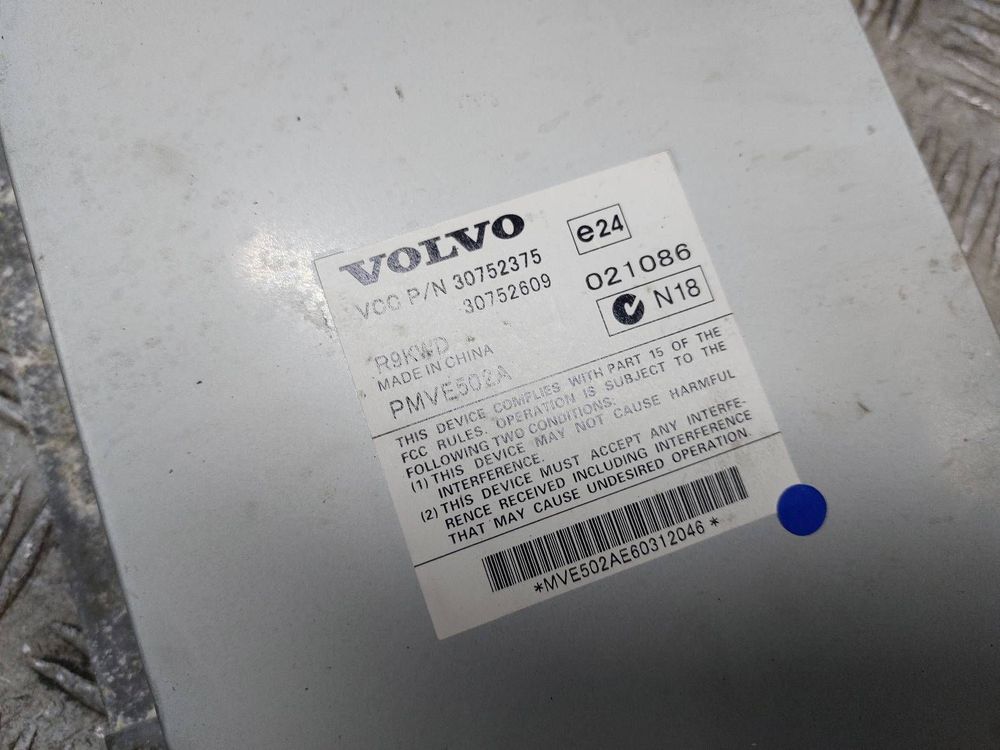 VOLVO
e24
VCC P/N 30752375
30752609
021086
N18
R9KWD
MADE IN CHINA
PMVE502A
THIS DEVICE COMPLIES WITH PART 15 OF THE
FCC RULES. OPERATION IS SUBJECT TO THE
FOLLOWING TWO CONDITIONS:
(1) THIS DEVICE MAY NOT CAUSE HARMFUL
INTERFERENCE.
(2) THIS DEVICE MUST ACCEPT ANY INTERFE-
RENCE RECEIVED INCLUDING INTERFERENCE
THAT MAY CAUSE UNDESIRED OPERATION.
*MVE502AE60312046*